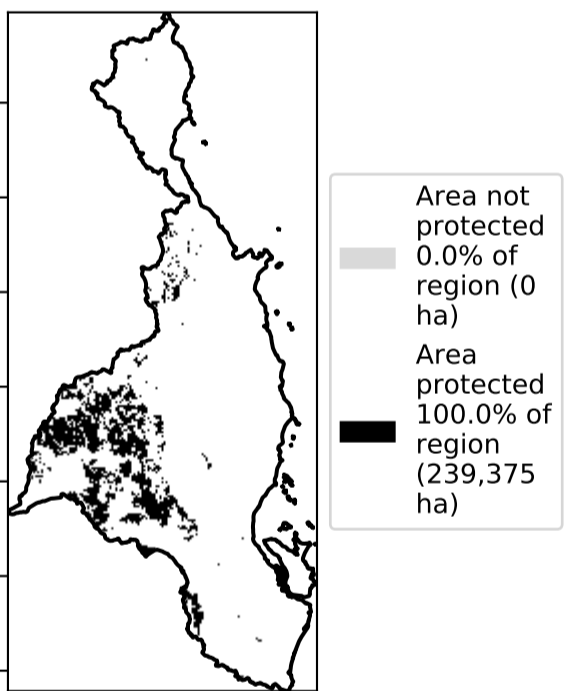 Area not
protected
0.0% of
region (0
ha)
Area
protected
100.0% of
region
(239,375
ha)